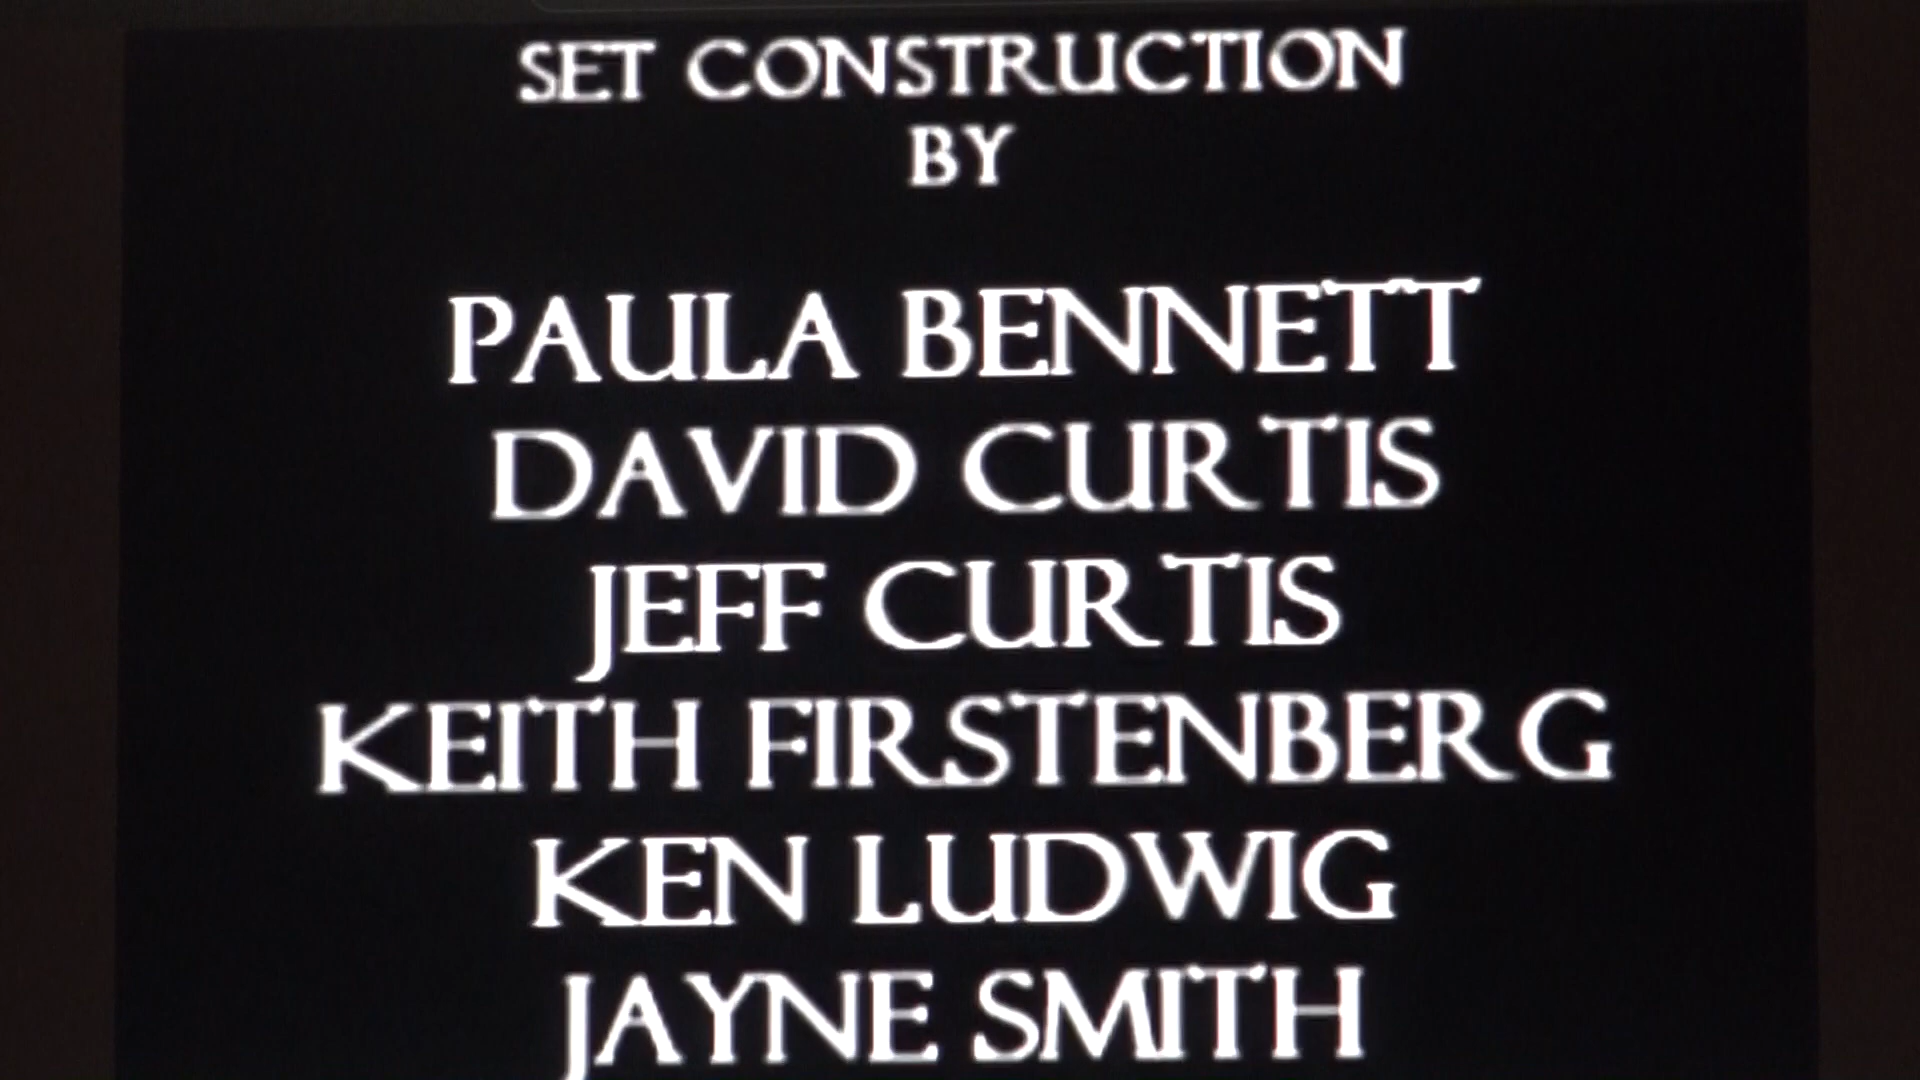 SET CONSTRUCTION
BY
PAULA BENNETT
DAVID CURTIS
JEFF CURTIS
KEITH FIRSTENBERG
KEN LUDWIG
JAYNE SMITH